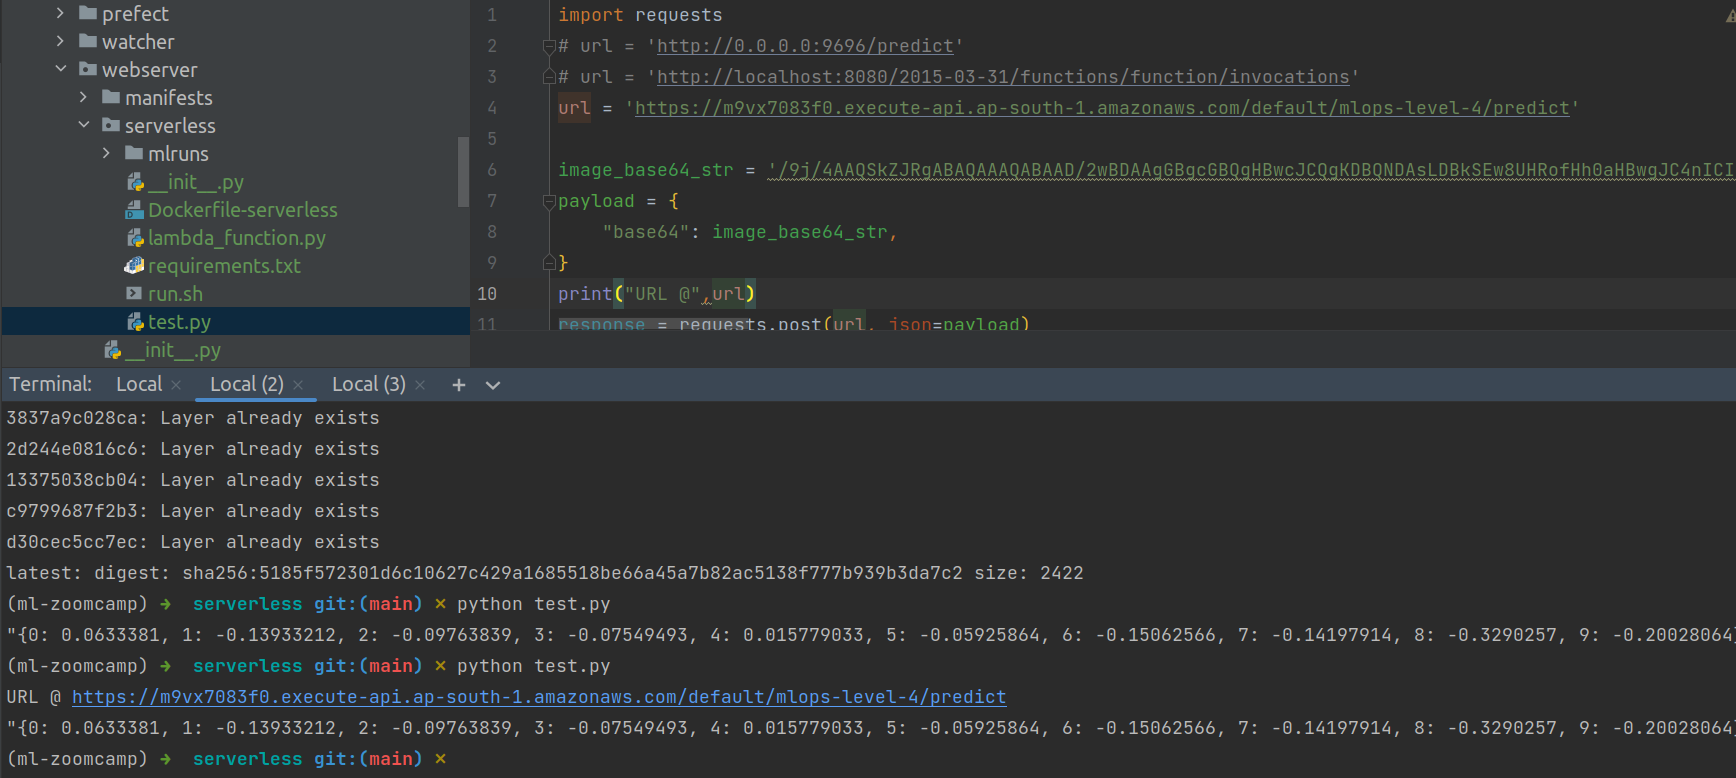 prefect
watcher
webserver
manifests
serverless
mlruns
__init__.py
Dockerfile-serverless
lambda_function.py
requirements.txt
run.sh
test.py
__init__.py
1 import requests
2 # url = 'http://0.0.0.0:9696/predict'
3 # url = 'http://localhost:8080/2015-03-31/functions/function/invocations'
4 url = 'https://m9vx7083f0.execute-api.ap-south-1.amazonaws.com/default/mlops-level-4/predict'
5
6 image_base64_str = '/9j/4AAQSkZJRgABAQAAAQABAAD/2wBDAAgGBgcGBQgHBwcJCQgKDBQNDAsLDBkSEw8UHRofHh0aHBwgJC4nICI
7 payload = {
8 "base64": image_base64_str,
9 }
10 print("URL @",url)
11 response = requests.post(url, json=payload)
Terminal: Local × Local (2) × Local (3) × +
3837a9c028ca: Layer already exists
2d244e0816c6: Layer already exists
13375038cb04: Layer already exists
c9799687f2b3: Layer already exists
d30cec5cc7ec: Layer already exists
latest: digest: sha256:5185f572301d6c10627c429a1685518be66a45a7b82ac5138f777b939b3da7c2 size: 2422
(ml-zoomcamp) → serverless git:(main) × python test.py
"{0: 0.0633381, 1: -0.13933212, 2: -0.09763839, 3: -0.07549493, 4: 0.015779033, 5: -0.05925864, 6: -0.15062566, 7: -0.14197914, 8: -0.3290257, 9: -0.20028064}
(ml-zoomcamp) → serverless git:(main) × python test.py
URL @ https://m9vx7083f0.execute-api.ap-south-1.amazonaws.com/default/mlops-level-4/predict
"{0: 0.0633381, 1: -0.13933212, 2: -0.09763839, 3: -0.07549493, 4: 0.015779033, 5: -0.05925864, 6: -0.15062566, 7: -0.14197914, 8: -0.3290257, 9: -0.20028064}
(ml-zoomcamp) → serverless git:(main) ×